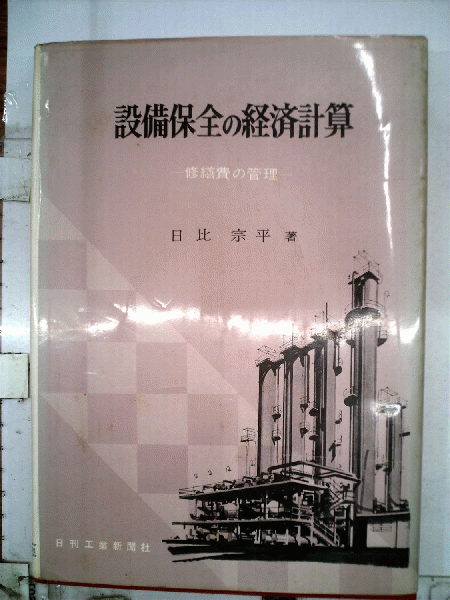 設備保全の経済計算
—修繕費の管理—
日比 宗平 著
日刊工業新聞社